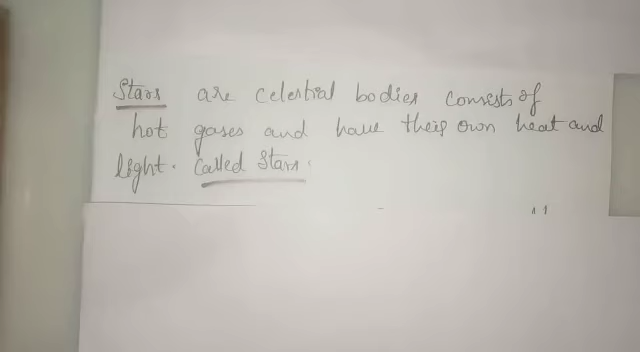 Stars are celestial bodies consists of
hot gases and have their own heat and
light. Called Stars.